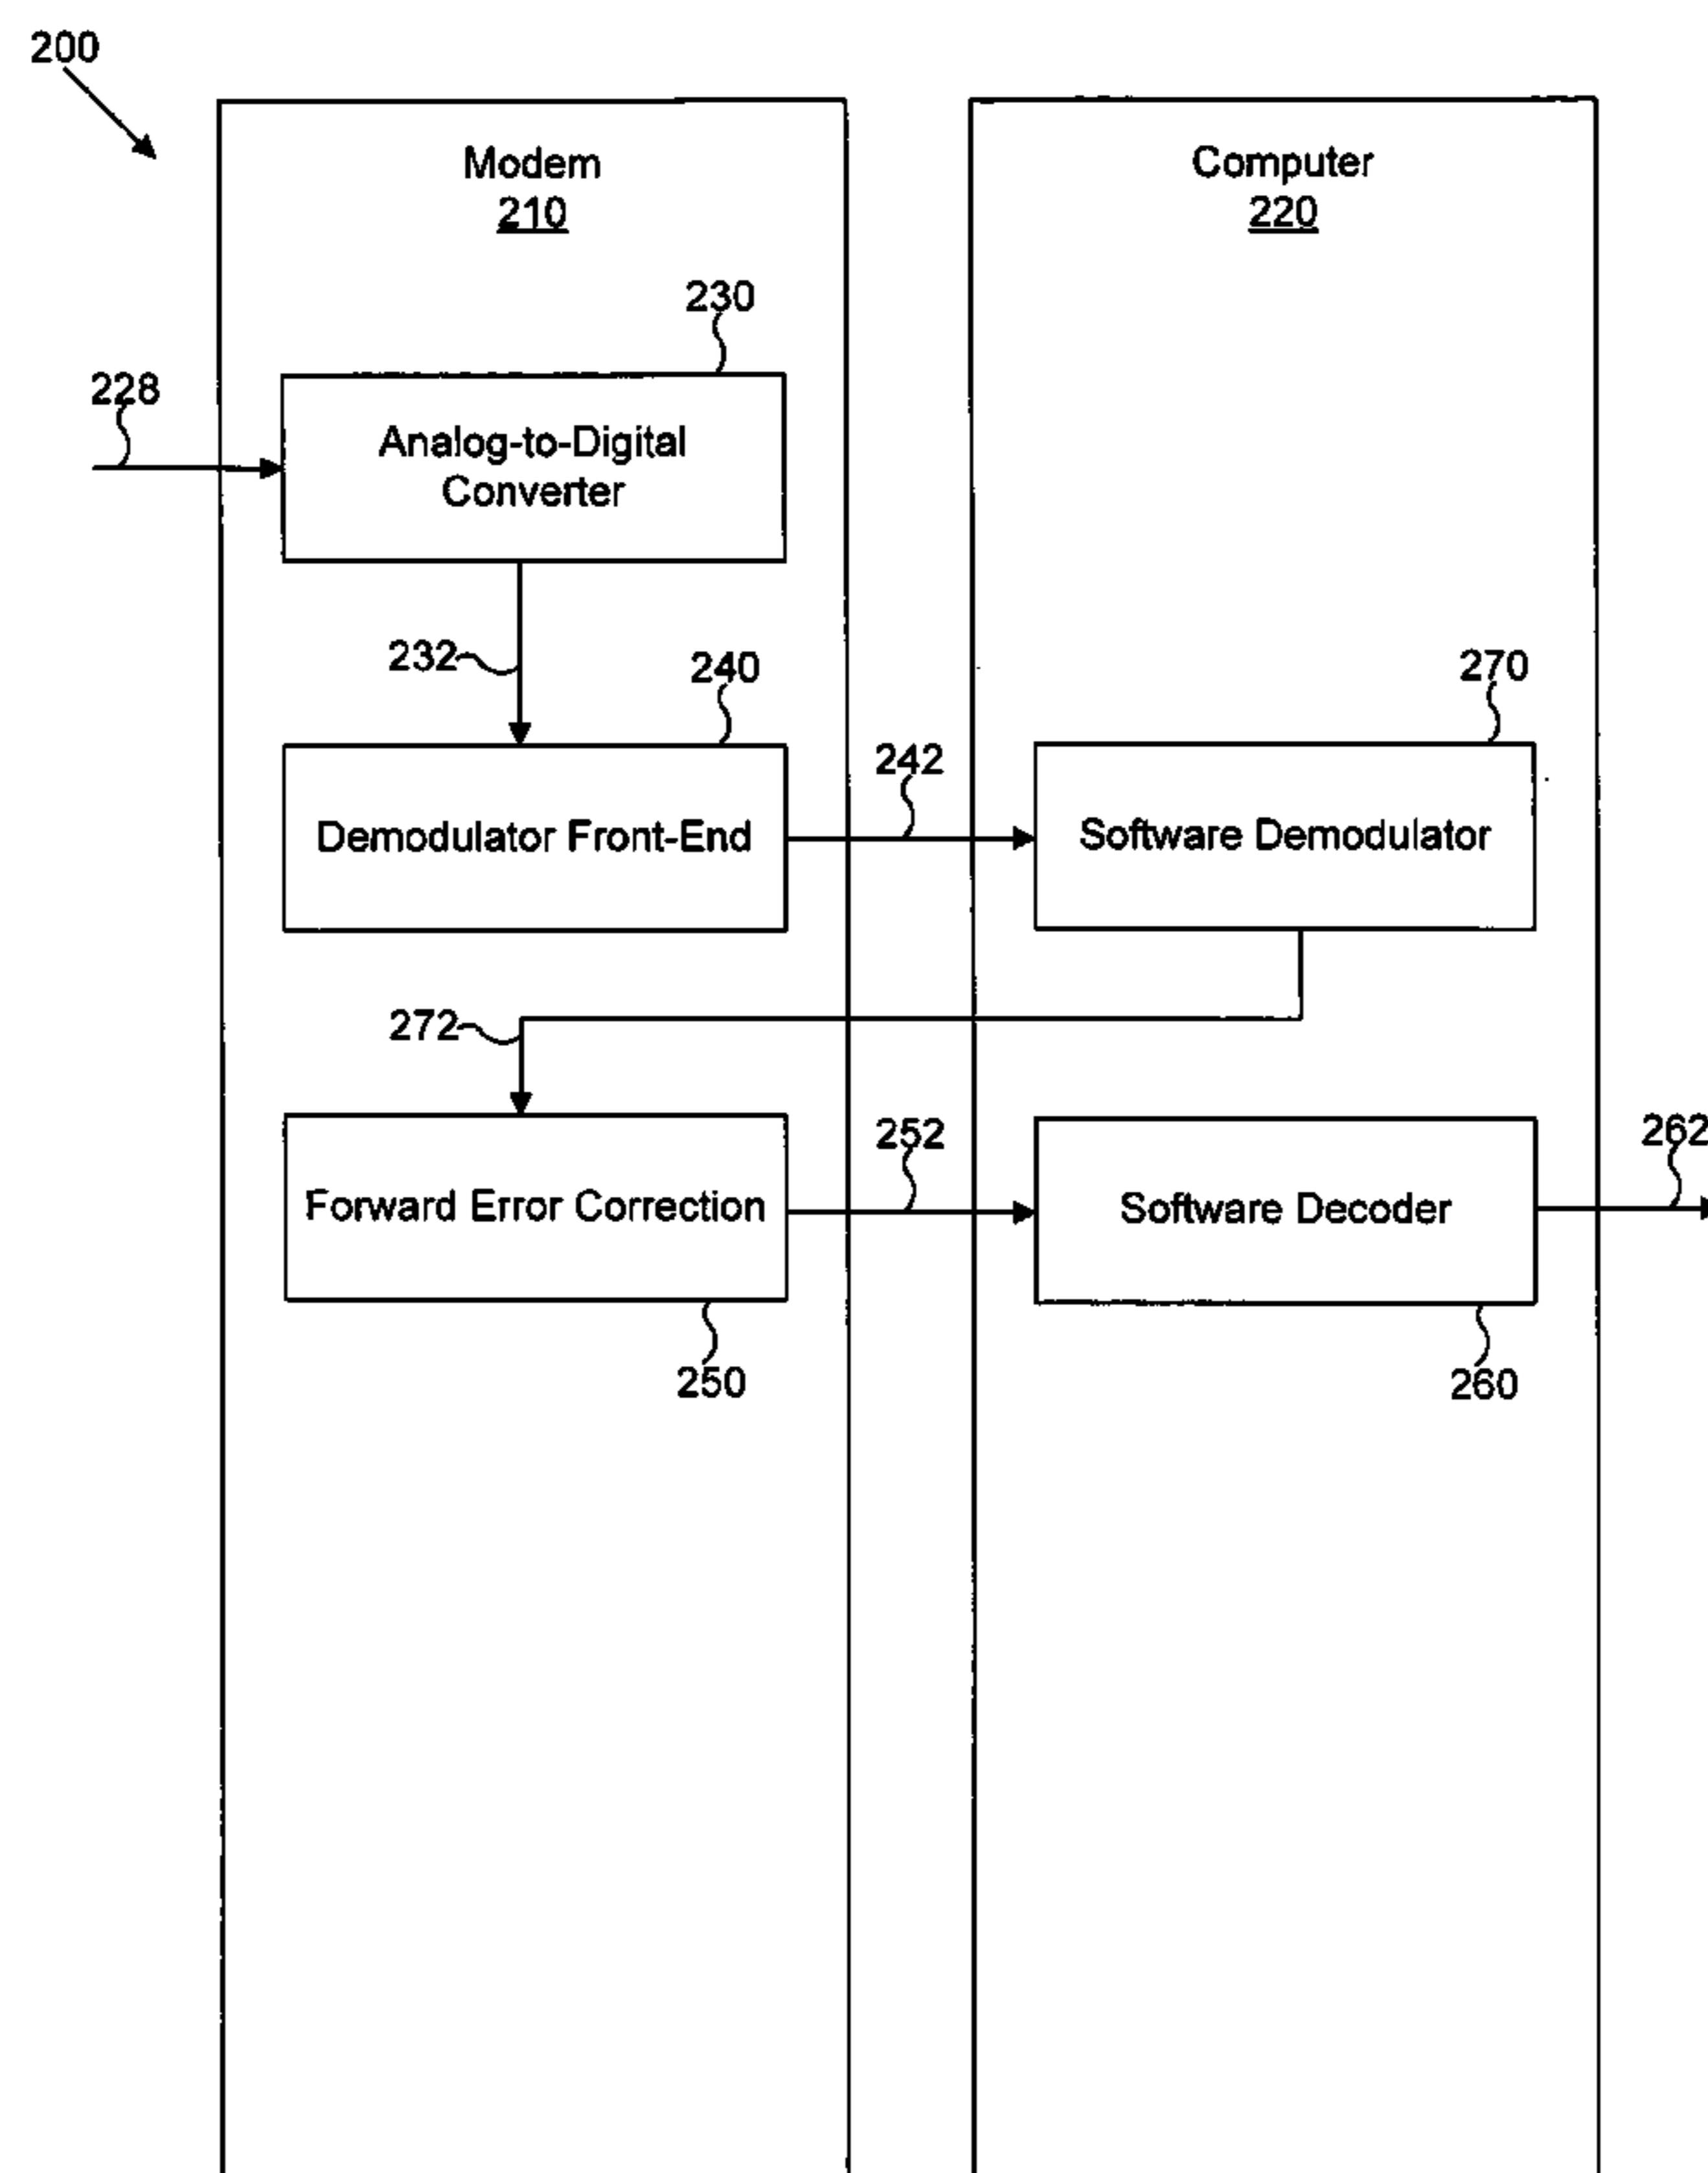 200
Modem
210
Computer
220
230
228
Analog-to-Digital
Converter
232
240
270
242
Demodulator Front-End
Software Demodulator
272
252
262
Forward Error Correction
Software Decoder
250
260